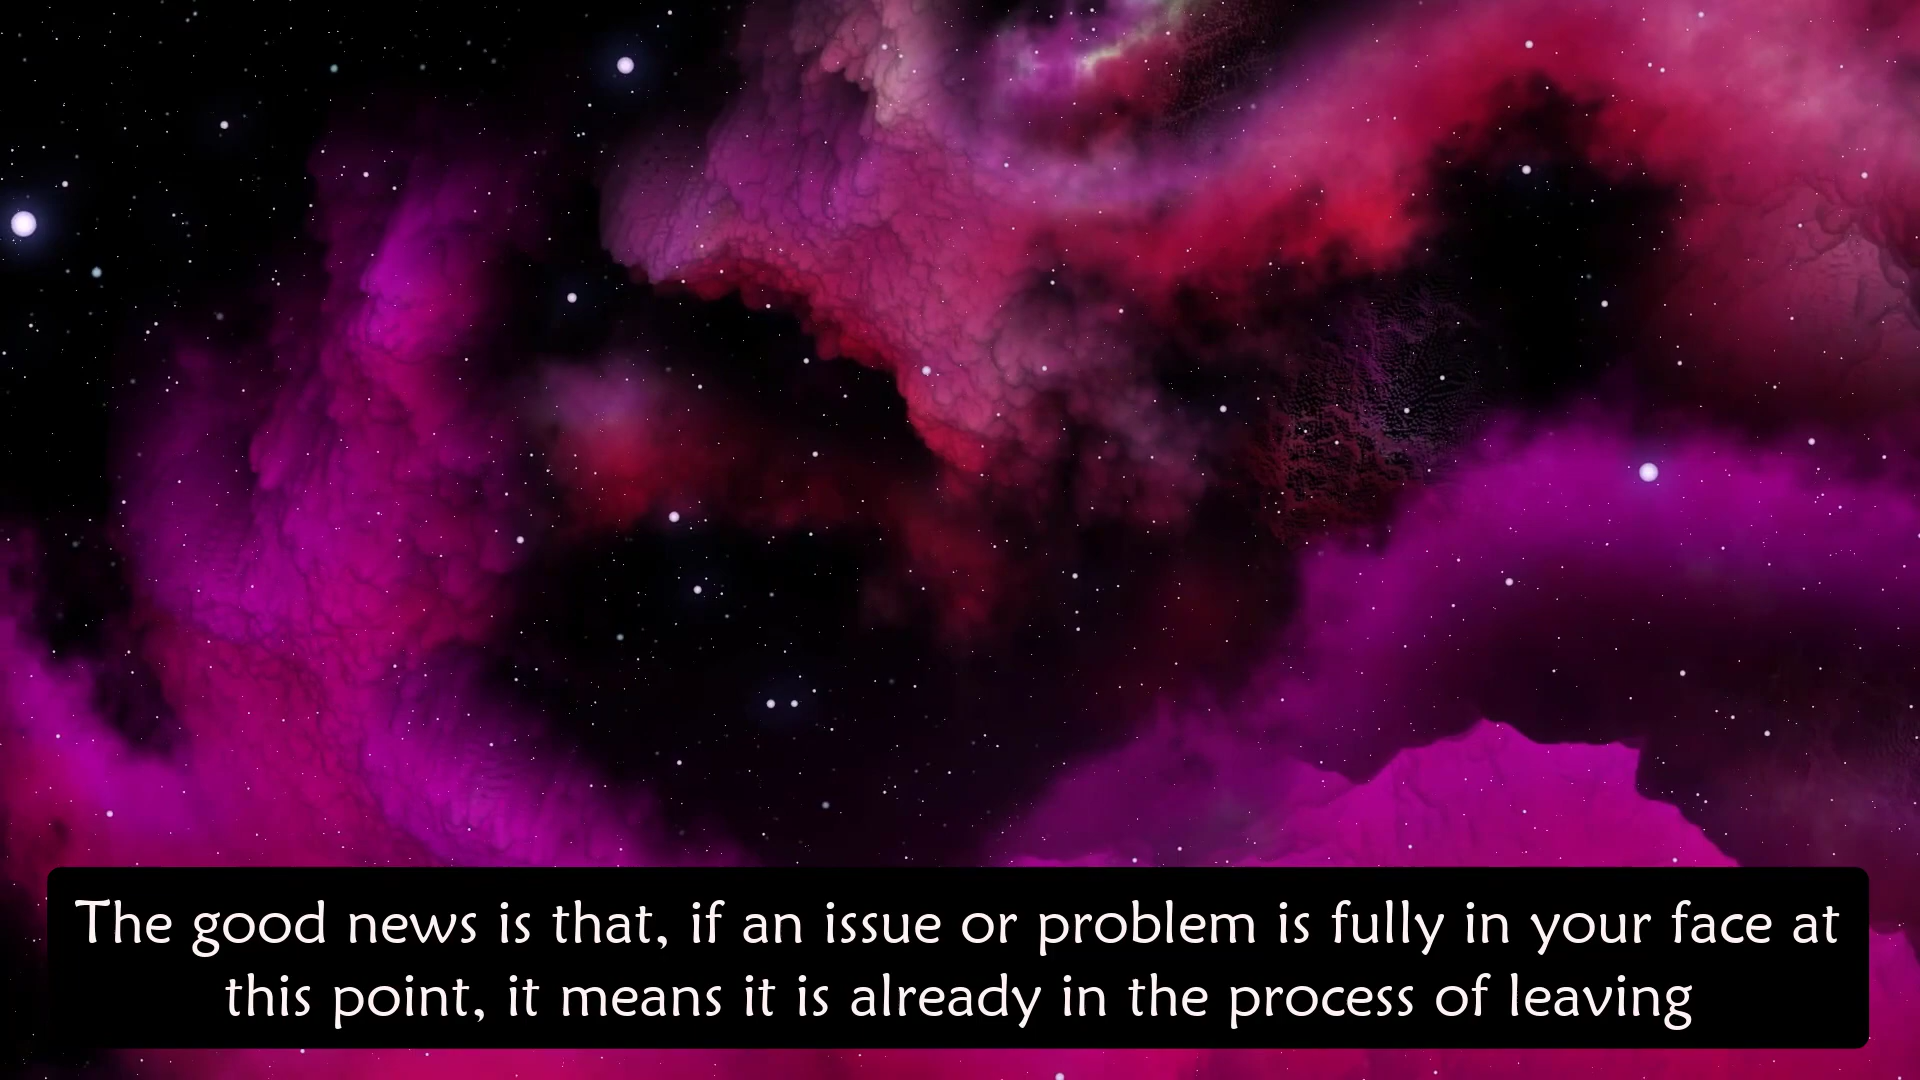 The good news is that, if an issue or problem is fully in your face at
this point, it means it is already in the process of leaving